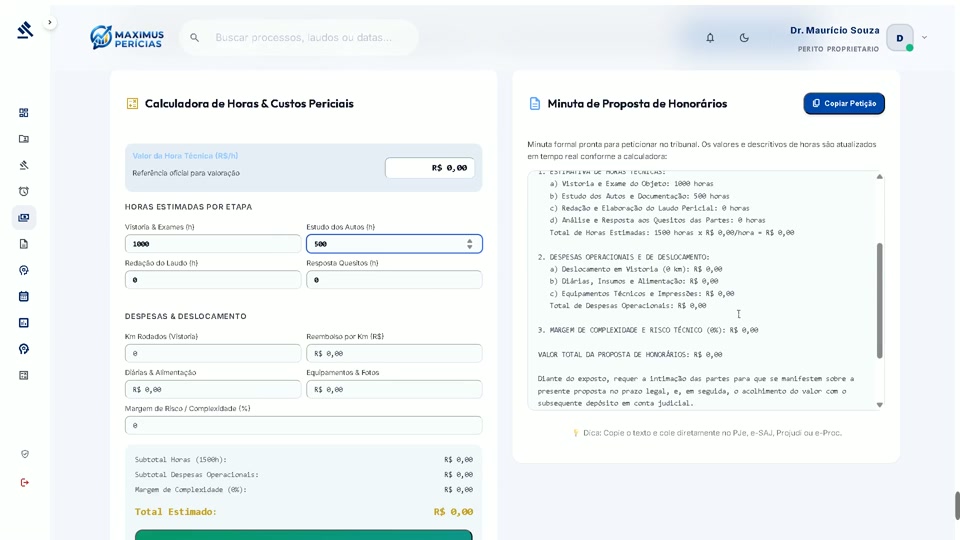 MAXIMUS
PERÍCIAS
Buscar processos, laudos ou datas...
Dr. Maurício Souza
PERITO PROPRIETARIO
D
Calculadora de Horas & Custos Periciais
Valor da Hora Técnica (R$/h)
Referência oficial para valoração
R$ 0,00
HORAS ESTIMADAS POR ETAPA
Vistoria & Exames (h)
Estudo dos Autos (h)
1000
500
Redação do Laudo (h)
Resposta Quesitos (h)
0
0
DESPESAS & DESLOCAMENTO
Km Rodados (Vistoria)
Reembolso por Km (R$)
0
R$ 0,00
Diárias & Alimentação
Equipamentos & Fotos
R$ 0,00
R$ 0,00
Margem de Risco / Complexidade (%)
0
Subtotal Horas (1500h): R$ 0,00
Subtotal Despesas Operacionais: R$ 0,00
Margem de Complexidade (0%): R$ 0,00
Total Estimado: R$ 0,00
Minuta de Proposta de Honorários
Copiar Petição
Minuta formal pronta para peticionar no tribunal. Os valores e descritivos de horas são atualizados
em tempo real conforme a calculadora:
1. ESTIMATIVA DE HORAS TÉCNICAS:
a) Vistoria e Exame do Objeto: 1000 horas
b) Estudo dos Autos e Documentação: 500 horas
c) Redação e Elaboração do Laudo Pericial: 0 horas
d) Análise e Resposta aos Quesitos das Partes: 0 horas
Total de Horas Estimadas: 1500 horas x R$ 0,00/hora = R$ 0,00
2. DESPESAS OPERACIONAIS E DE DESLOCAMENTO:
a) Deslocamento em Vistoria (0 km): R$ 0,00
b) Diárias, Insumos e Alimentação: R$ 0,00
c) Equipamentos Técnicos e Impressões: R$ 0,00
Total de Despesas Operacionais: R$ 0,00
3. MARGEM DE COMPLEXIDADE E RISCO TÉCNICO (0%): R$ 0,00
VALOR TOTAL DA PROPOSTA DE HONORÁRIOS: R$ 0,00
Diante do exposto, requer a intimação das partes para que se manifestem sobre a
presente proposta no prazo legal, e, em seguida, o acolhimento do valor com o
subsequente depósito em conta judicial.
Dica: Copie o texto e cole diretamente no PJe, e-SAJ, Projudi ou e-Proc.